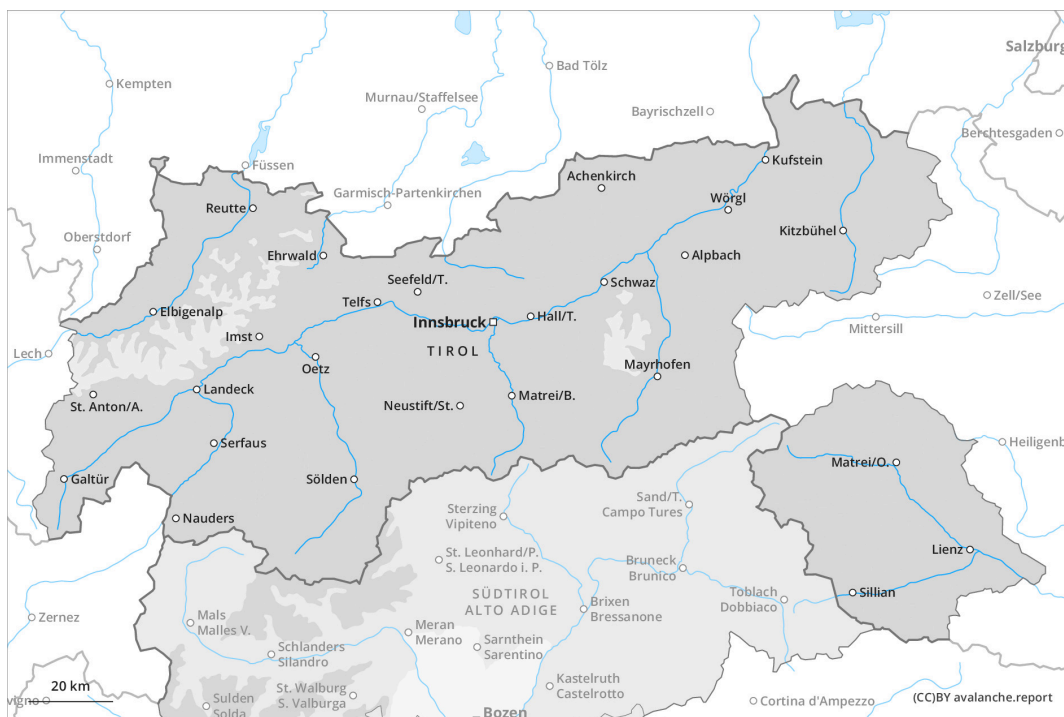 Salzburg
Kempten
Bad Tölz
Murnau/Staffelsee
Bayrischzell
Berchtesgaden
Immenstadt
Füssen
Kufstein
Achenkirch
Garmisch-Partenkirchen
Reutte
Wörgl
Oberstdorf
Kitzbühel
Ehrwald
Alpbach
Seefeld/T.
Schwaz
Telfs
Zell/See
Elbigenalp
Innsbruck
Hall/T.
Mittersill
Imst
TIROL
Lech
Oetz
Mayrhofen
Landeck
St. Anton/A.
Neustift/St.
Matrei/B.
Serfaus
Heiligenb
Matrei/O.
Galtür
Sölden
Sand/T.
Campo Tures
Sterzing
Vipiteno
Nauders
Lienz
St. Leonhard/P.
S. Leonardo i. P.
Bruneck
Brunico
SÜDTIROL
ALTO ADIGE
Sillian
Toblach
Dobbiaco
Brixen
Bressanone
Zernez
Mals
Malles V.
Meran
Merano
Sarnthein
Sarentino
Schlanders
Silandro
20 km
Kastelruth
Castelrotto
St. Walburg
S. Valburga
vigno
Sulden
Solda
Cortina d'Ampezzo
(CC)BY avalanche.report
Bozen